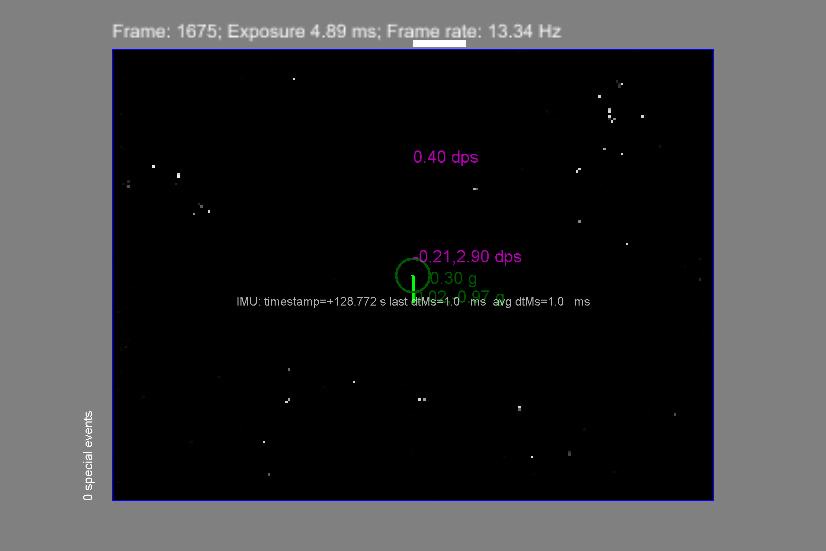 Frame: 1675; Exposure 4.89 ms; Frame rate: 13.34 Hz
0.40 dps
-0.21,2.90 dps
0.30 g
0.97 g
IMU: timestamp=+128.772 s last dtMs=1.0 ms avg dtMs=1.0 ms
0 special events